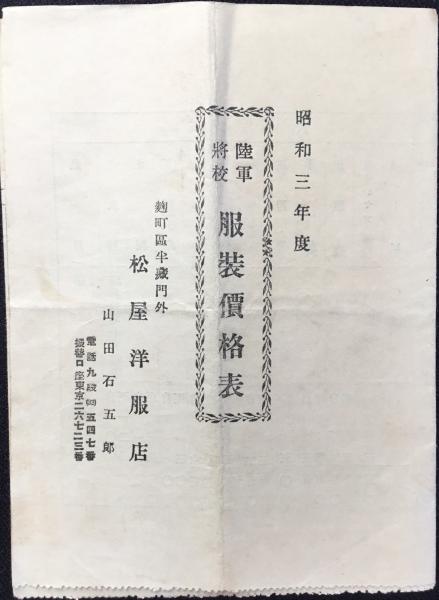 昭和三年度
陸軍
將校
服裝價格表
麴町區半藏門外
松屋洋服店
山田石五郎
電話九段四五四七番
振替口座東京二六七二三番